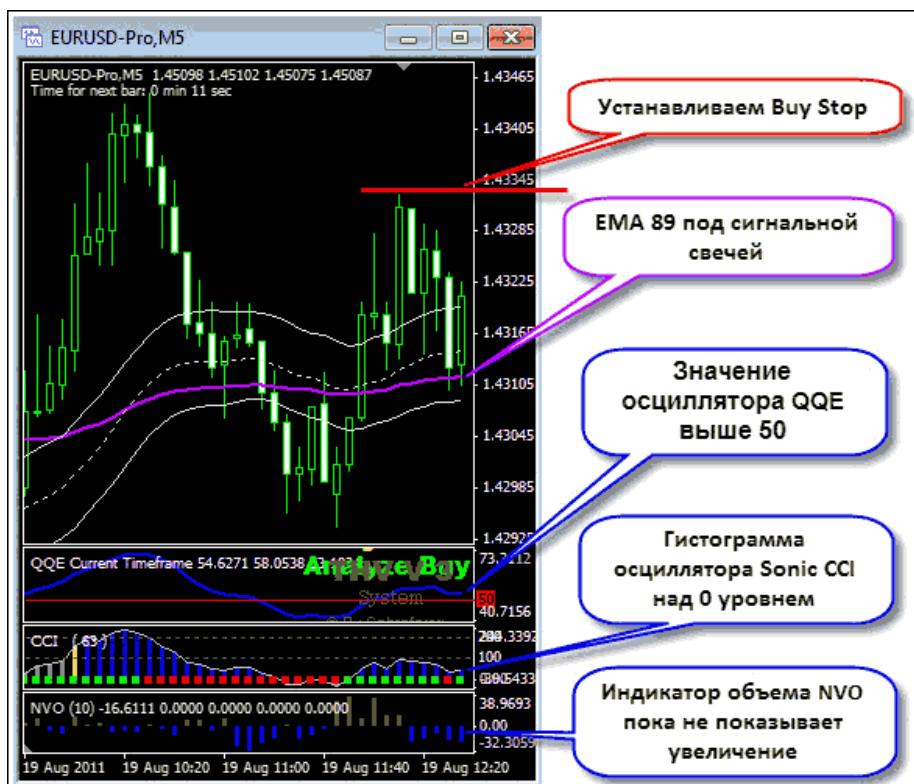 EURUSD-Pro,M5
EURUSD-Pro,M5 1.45098 1.45102 1.45075 1.45087
Time for next bar: 0 min 11 sec
1.43465
1.43405
1.43345
1.43285
1.43225
1.43165
1.43105
1.43045
1.42985
1.42925
Устанавливаем Buy Stop
EMA 89 под сигнальной
свечей
Значение
осциллятора QQE
выше 50
QQE Current Timeframe 54.6271 58.0538
Analyze Buy
System
50
40.7156
Гистограмма
осциллятора Sonic CCI
над 0 уровнем
CCI (63)
100
NVO (10) -16.6111 0.0000 0.0000 0.0000 0.0000
38.9693
0.00
-32.3059
Индикатор объема NVO
пока не показывает
увеличение
19 Aug 2011 19 Aug 10:20 19 Aug 11:00 19 Aug 11:40 19 Aug 12:20